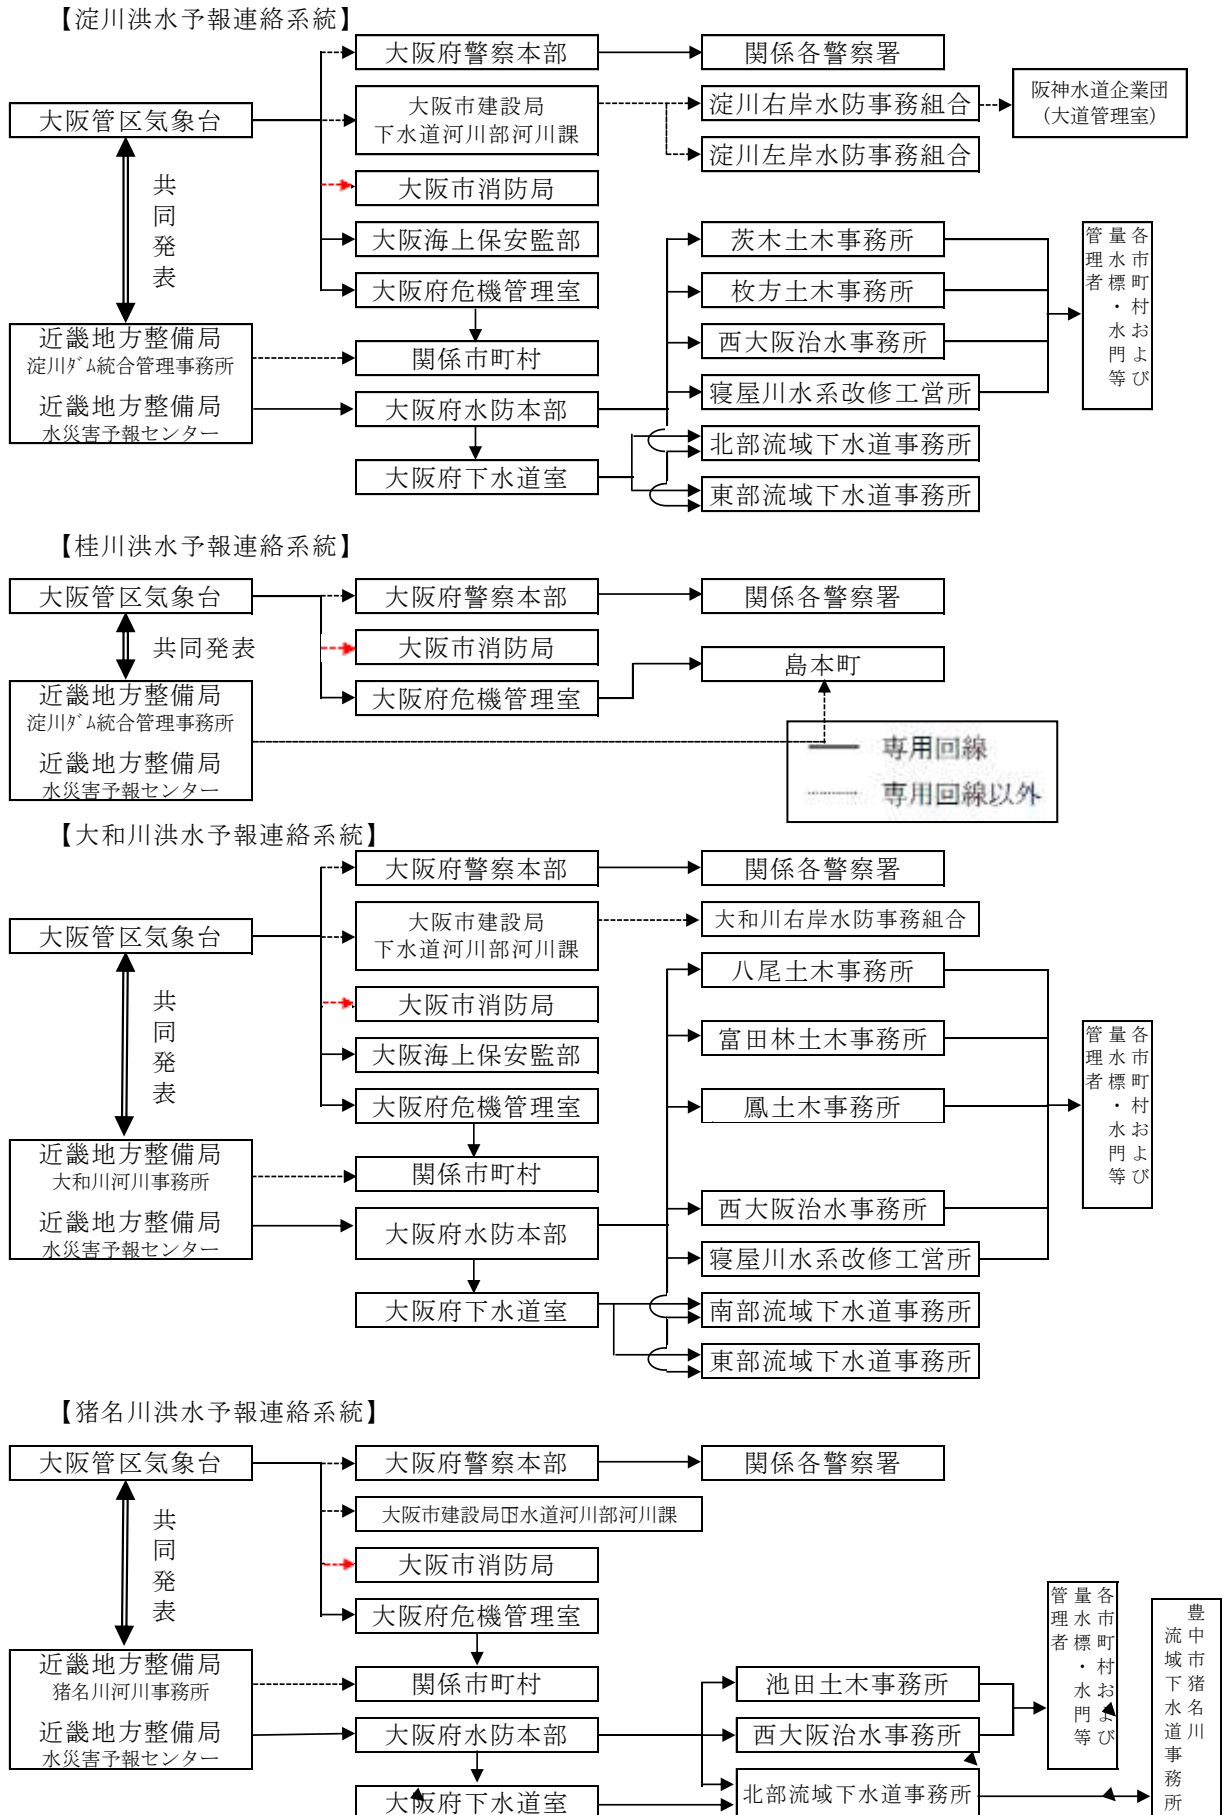 【淀川洪水予報連絡系統】
大阪府警察本部
関係各警察署
大阪管区気象台
大阪市建設局
下水道河川部河川課
淀川右岸水防事務組合
阪神水道企業団
(大道管理室)
淀川左岸水防事務組合
共同発表
大阪市消防局
大阪海上保安監部
大阪府危機管理室
茨木土木事務所
枚方土木事務所
西大阪治水事務所
寝屋川水系改修工営所
各市町村および
量水標・水門等
管理者
近畿地方整備局
淀川ダム統合管理事務所
近畿地方整備局
水災害予報センター
関係市町村
大阪府水防本部
大阪府下水道室
北部流域下水道事務所
東部流域下水道事務所
【桂川洪水予報連絡系統】
大阪管区気象台
大阪府警察本部
関係各警察署
共同発表
大阪市消防局
大阪府危機管理室
島本町
近畿地方整備局
淀川ダム統合管理事務所
近畿地方整備局
水災害予報センター
専用回線
専用回線以外
【大和川洪水予報連絡系統】
大阪府警察本部
関係各警察署
大阪管区気象台
大阪市建設局
下水道河川部河川課
大和川右岸水防事務組合
共同発表
大阪市消防局
大阪海上保安監部
大阪府危機管理室
八尾土木事務所
富田林土木事務所
鳳土木事務所
西大阪治水事務所
寝屋川水系改修工営所
各市町村および
量水標・水門等
管理者
近畿地方整備局
大和川河川事務所
近畿地方整備局
水災害予報センター
関係市町村
大阪府水防本部
大阪府下水道室
南部流域下水道事務所
東部流域下水道事務所
【猪名川洪水予報連絡系統】
大阪管区気象台
大阪府警察本部
関係各警察署
大阪市建設局下水道河川部河川課
共同発表
大阪市消防局
大阪府危機管理室
近畿地方整備局
猪名川河川事務所
近畿地方整備局
水災害予報センター
関係市町村
大阪府水防本部
大阪府下水道室
池田土木事務所
西大阪治水事務所
北部流域下水道事務所
各市町村および
量水標・水門等
管理者
豊中市猪名川
流域下水道事務所